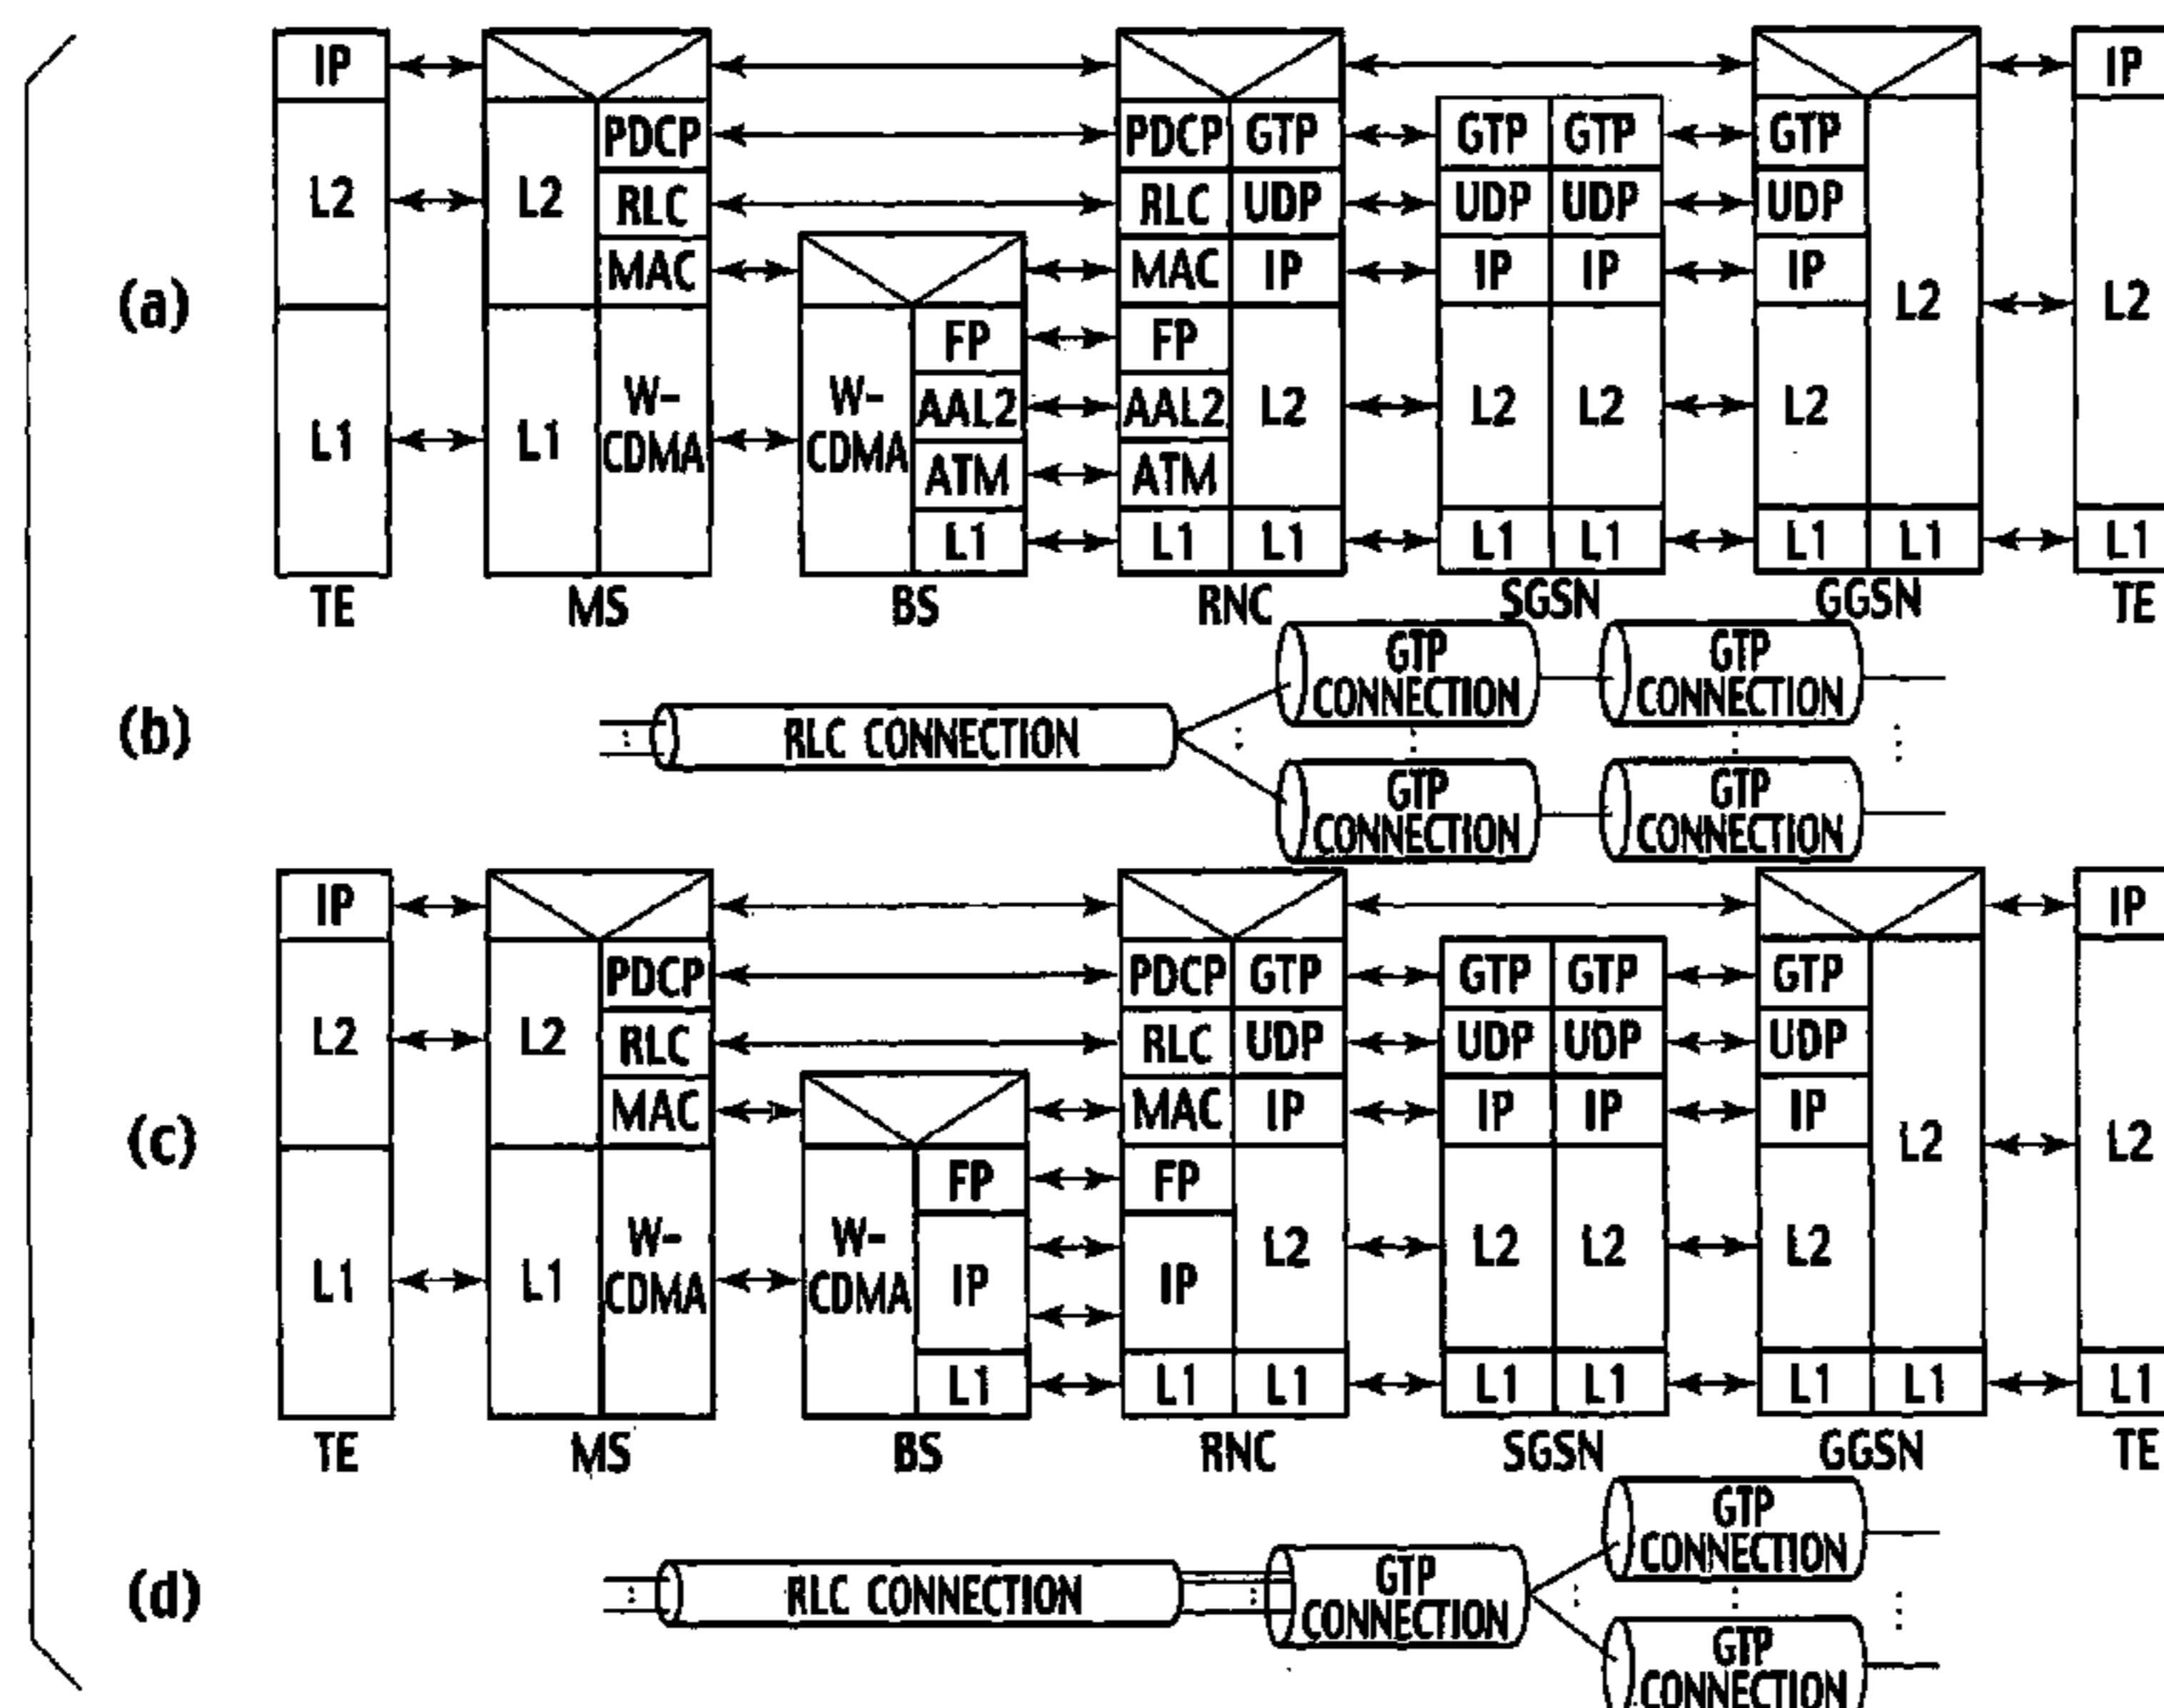 (a)
IP IP
PDCP PDCP GTP GTP GTP GTP
L2 L2 RLC RLC UDP UDP UDP UDP
MAC MAC IP IP IP IP L2 L2
FP FP
L1 L1 W-CDMA W-CDMA AAL2 AAL2 L2 L2 L2 L2
ATM ATM
L1 L1 L1 L1 L1 L1 L1 L1
TE MS BS RNC SGSN GGSN TE
(b)
GTP CONNECTION GTP CONNECTION
RLC CONNECTION
GTP CONNECTION GTP CONNECTION
(c)
IP IP
PDCP PDCP GTP GTP GTP GTP
L2 L2 RLC RLC UDP UDP UDP UDP
MAC MAC IP IP IP IP L2 L2
FP FP
L1 L1 W-CDMA W-CDMA IP IP L2 L2 L2 L2
L1 L1 L1 L1 L1 L1 L1 L1
TE MS BS RNC SGSN GGSN TE
(d)
GTP CONNECTION
RLC CONNECTION GTP CONNECTION
GTP CONNECTION